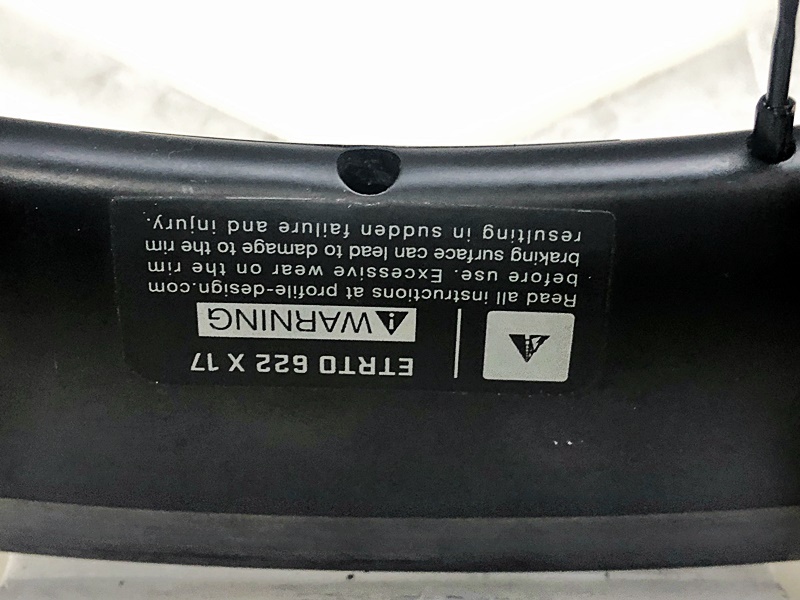 ETRTO 622 X 17
WARNING
Read all instructions at profile-design.com
before use. Excessive wear on the rim
braking surface can lead to damage to the rim
resulting in sudden failure and injury.